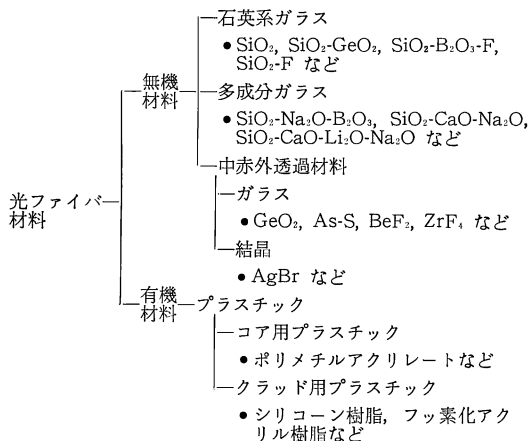 石英系ガラス
● SiO₂, SiO₂-GeO₂, SiO₂-B₂O₃-F,
SiO₂-F など
無機
材料
多成分ガラス
● SiO₂-Na₂O-B₂O₃, SiO₂-CaO-Na₂O,
SiO₂-CaO-Li₂O-Na₂O など
中赤外透過材料
ガラス
● GeO₂, As-S, BeF₂, ZrF₄ など
結晶
● AgBr など
光ファイバ
材料
有機
材料
プラスチック
コア用プラスチック
● ポリメチルアクリレートなど
クラッド用プラスチック
● シリコーン樹脂, フッ素化アク
リル樹脂など